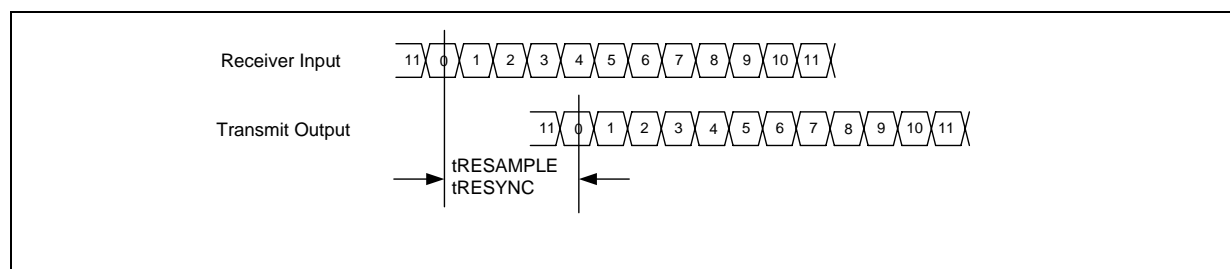 Receiver Input 11 0 1 2 3 4 5 6 7 8 9 10 11
Transmit Output 11 0 1 2 3 4 5 6 7 8 9 10 11
tRESAMPLE
tRESYNC